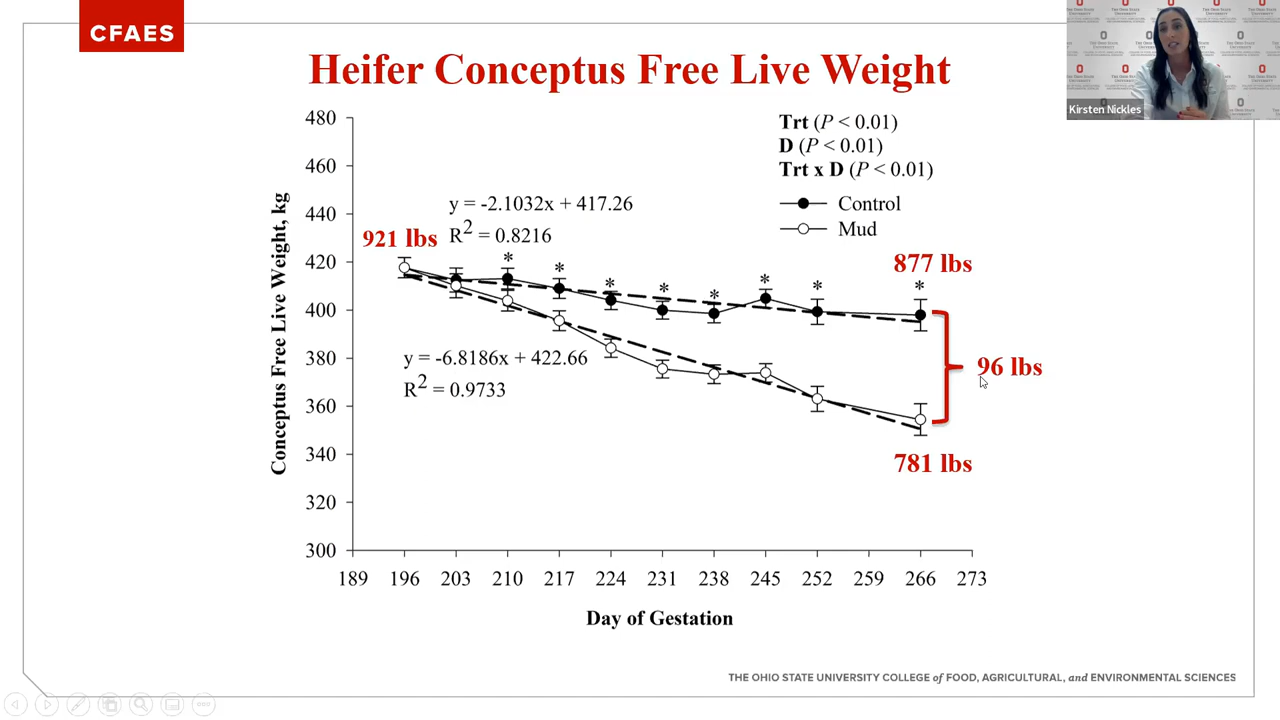 CFAES
Heifer Conceptus Free Live Weight
Kirsten Nickles
Trt (P < 0.01)
D (P < 0.01)
Trt x D (P < 0.01)
Control
Mud
y = -2.1032x + 417.26
R2 = 0.8216
921 lbs
877 lbs
* * * * * * * *
y = -6.8186x + 422.66
R2 = 0.9733
96 lbs
781 lbs
Conceptus Free Live Weight, kg
480
460
440
420
400
380
360
340
320
300
189 196 203 210 217 224 231 238 245 252 259 266 273
Day of Gestation
THE OHIO STATE UNIVERSITY COLLEGE of FOOD, AGRICULTURAL, and ENVIRONMENTAL SCIENCES